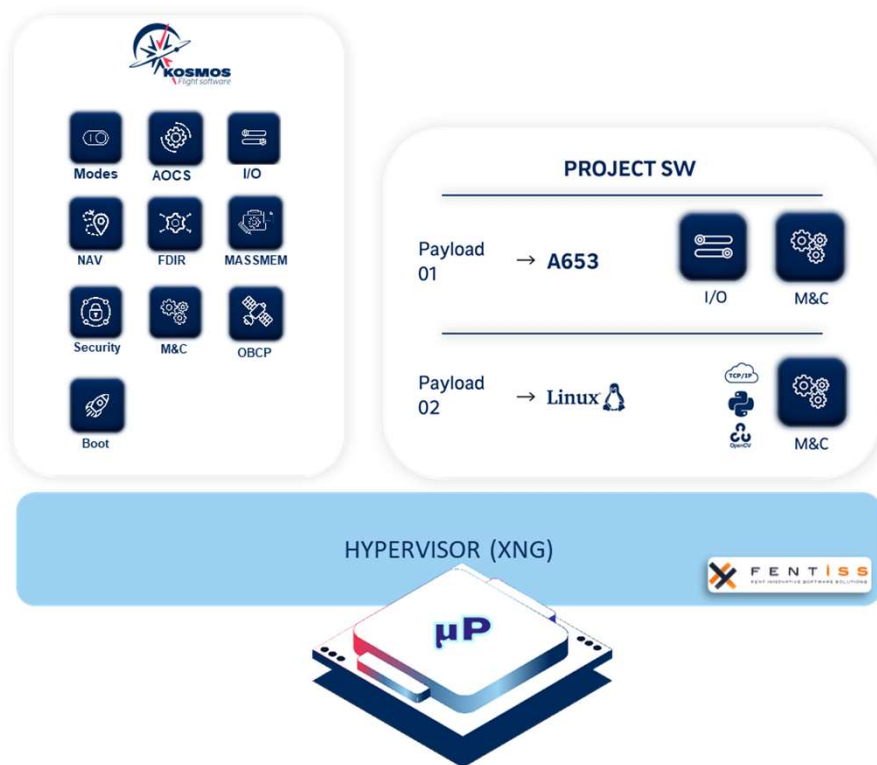 KOSMOS
Flight software
Modes
AOCS
I/O
NAV
FDIR
MASSMEM
Security
M&C
OBCP
Boot
PROJECT SW
Payload
01
→ A653
I/O
M&C
Payload
02
→ Linux
TCP/IP
OpenCV
M&C
HYPERVISOR (XNG)
FENTISS
FENT INNOVATIVE SOFTWARE SOLUTIONS
µP